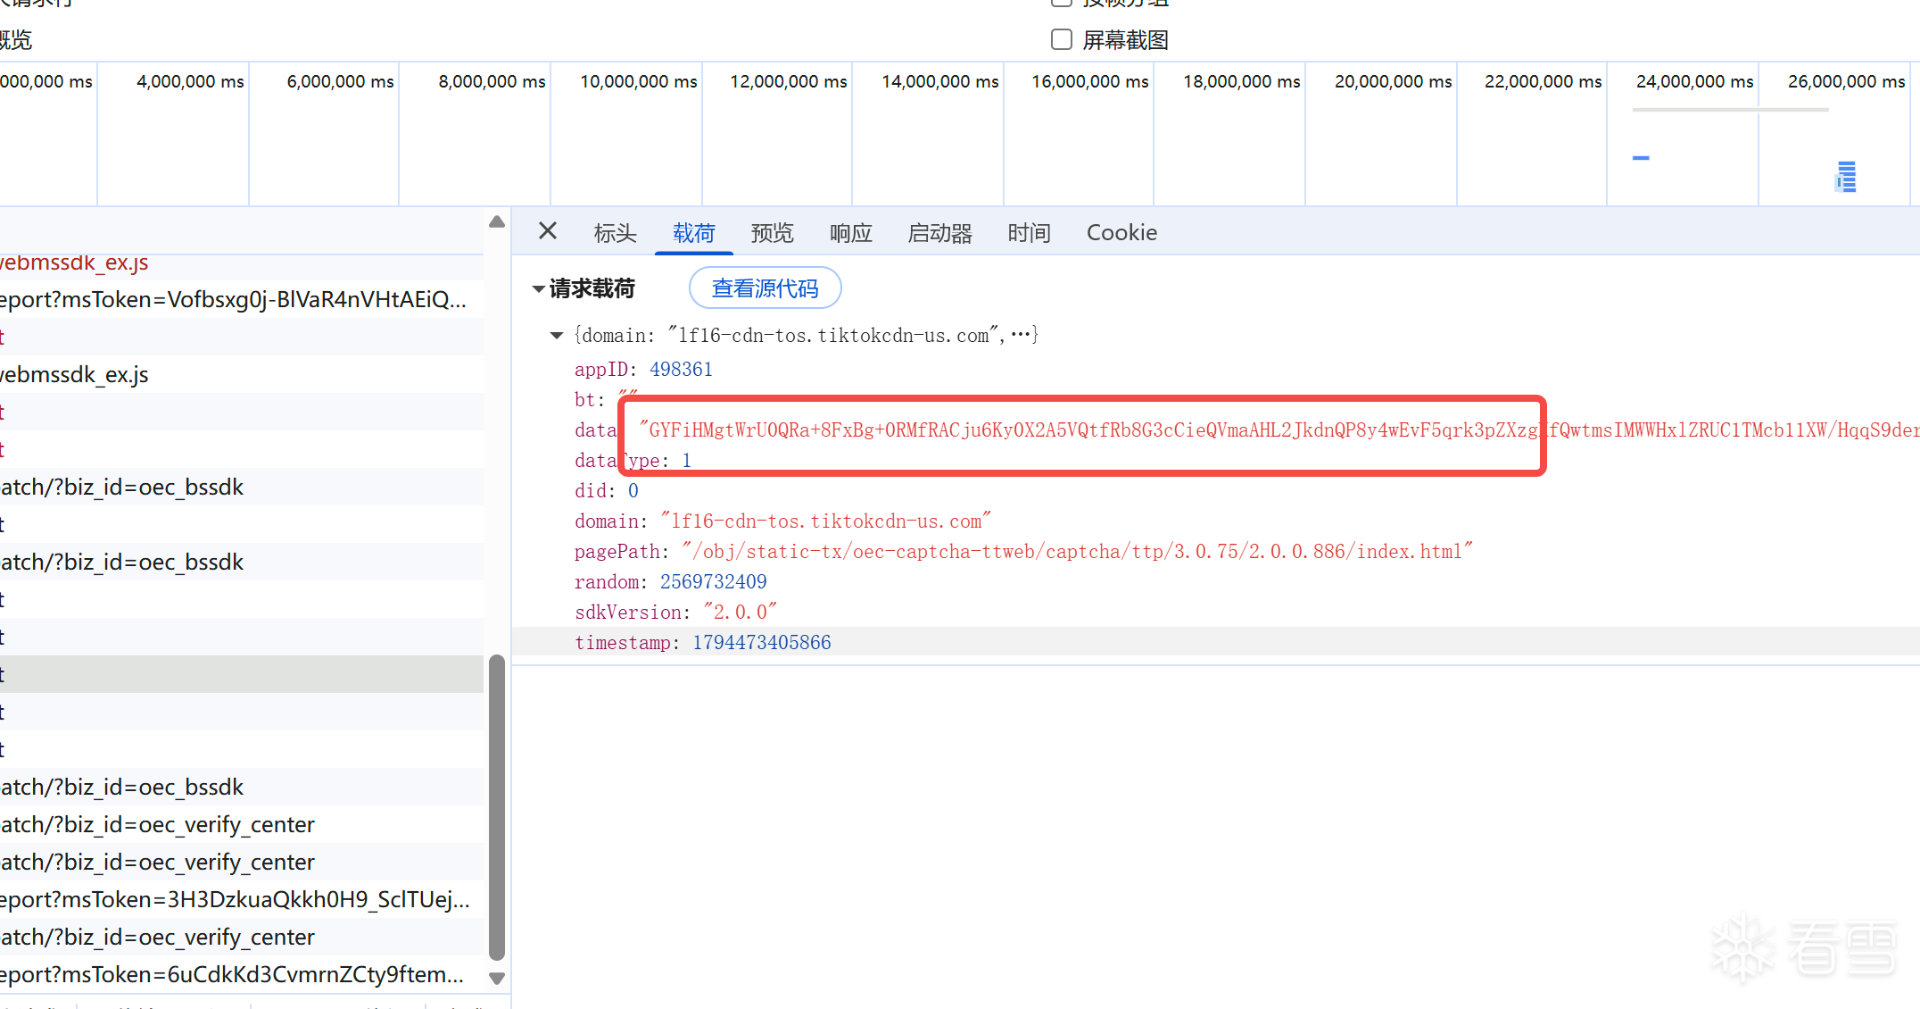 概览
屏幕截图
000,000 ms 4,000,000 ms 6,000,000 ms 8,000,000 ms 10,000,000 ms 12,000,000 ms 14,000,000 ms 16,000,000 ms 18,000,000 ms 20,000,000 ms 22,000,000 ms 24,000,000 ms 26,000,000 ms
标头 载荷 预览 响应 启动器 时间 Cookie
webmssdk_ex.js
eport?msToken=Vofbsxg0j-BlVaR4nVHtAEiQ...
t
webmssdk_ex.js
t
t
atch/?biz_id=oec_bssdk
t
atch/?biz_id=oec_bssdk
t
t
t
t
t
atch/?biz_id=oec_bssdk
atch/?biz_id=oec_verify_center
atch/?biz_id=oec_verify_center
eport?msToken=3H3DzkuaQkkh0H9_SclTUej...
atch/?biz_id=oec_verify_center
eport?msToken=6uCdkKd3CvmrnZCty9ftem...
请求载荷 查看源代码
{domain: "lf16-cdn-tos.tiktokcdn-us.com",…}
appID: 498361
bt: ""
data "GYFiHMgtWrU0QRa+8FxBg+0RMfRACju6Ky0X2A5VQtfRb8G3cCieQVmaAHL2JkdnQP8y4wEvF5qrk3pZXzg fQwtmsIMWWHxlZRUC1TMcb11XW/HqqS9der
dataType: 1
did: 0
domain: "lf16-cdn-tos.tiktokcdn-us.com"
pagePath: "/obj/static-tx/oec-captcha-ttweb/captcha/ttp/3.0.75/2.0.0.886/index.html"
random: 2569732409
sdkVersion: "2.0.0"
timestamp: 1794473405866
看雪